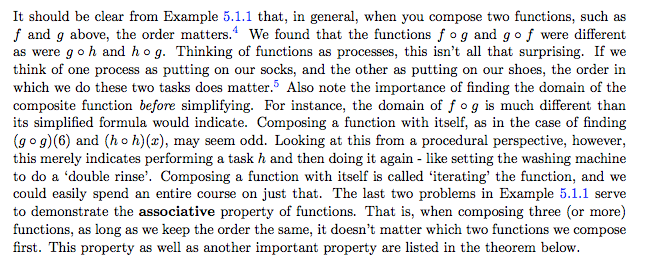 It should be clear from Example 5.1.1 that, in general, when you compose two functions, such as
f and g above, the order matters.⁴ We found that the functions f ∘ g and g ∘ f were different
as were g ∘ h and h ∘ g. Thinking of functions as processes, this isn't all that surprising. If we
think of one process as putting on our socks, and the other as putting on our shoes, the order in
which we do these two tasks does matter.⁵ Also note the importance of finding the domain of the
composite function before simplifying. For instance, the domain of f ∘ g is much different than
its simplified formula would indicate. Composing a function with itself, as in the case of finding
(g ∘ g)(6) and (h ∘ h)(x), may seem odd. Looking at this from a procedural perspective, however,
this merely indicates performing a task h and then doing it again - like setting the washing machine
to do a 'double rinse'. Composing a function with itself is called 'iterating' the function, and we
could easily spend an entire course on just that. The last two problems in Example 5.1.1 serve
to demonstrate the associative property of functions. That is, when composing three (or more)
functions, as long as we keep the order the same, it doesn't matter which two functions we compose
first. This property as well as another important property are listed in the theorem below.